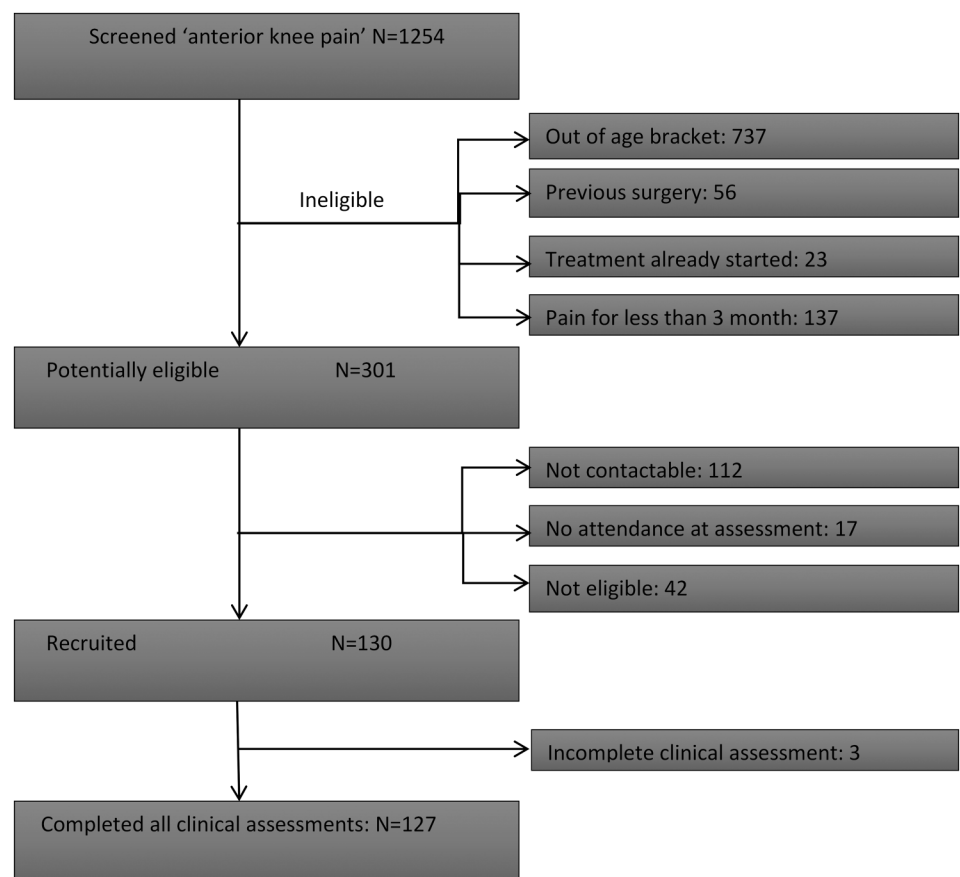 Screened ‘anterior knee pain’ N=1254
Out of age bracket: 737
Ineligible
Previous surgery: 56
Treatment already started: 23
Pain for less than 3 month: 137
Potentially eligible N=301
Not contactable: 112
No attendance at assessment: 17
Not eligible: 42
Recruited N=130
Incomplete clinical assessment: 3
Completed all clinical assessments: N=127